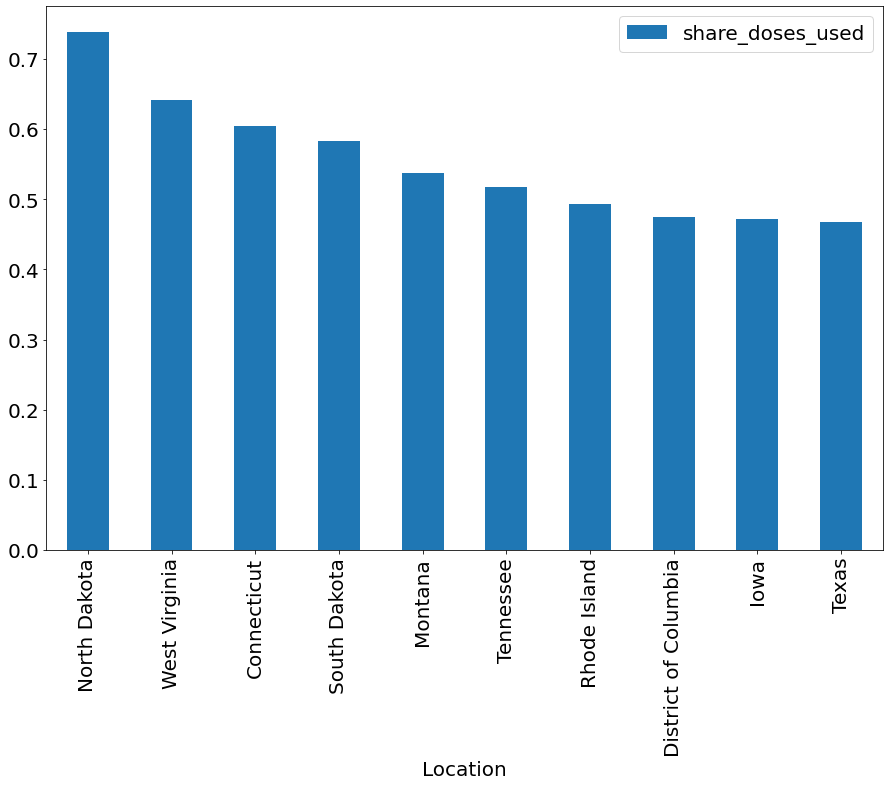 share_doses_used
0.7
0.6
0.5
0.4
0.3
0.2
0.1
0.0
North Dakota
West Virginia
Connecticut
South Dakota
Montana
Tennessee
Rhode Island
District of Columbia
Iowa
Texas
Location